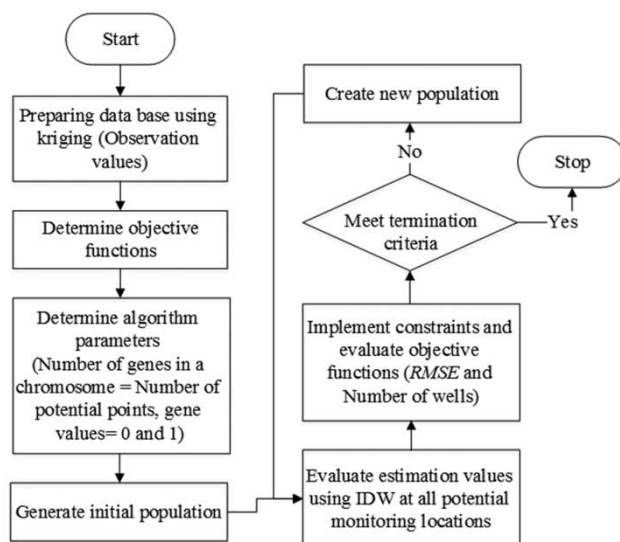 Start
Preparing data base using
kriging (Observation
values)
Determine objective
functions
Determine algorithm
parameters
(Number of genes in a
chromosome = Number of
potential points, gene
values= 0 and 1)
Generate initial population
Create new population
No
Stop
Meet termination
criteria
Yes
Implement constraints and
evaluate objective
functions (RMSE and
Number of wells)
Evaluate estimation values
using IDW at all potential
monitoring locations